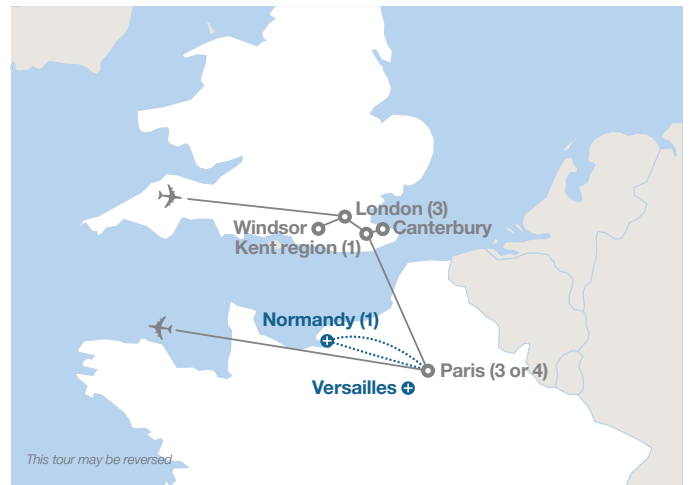 London (3)
Windsor
Canterbury
Kent region (1)
Normandy (1)
Paris (3 or 4)
Versailles
This tour may be reversed